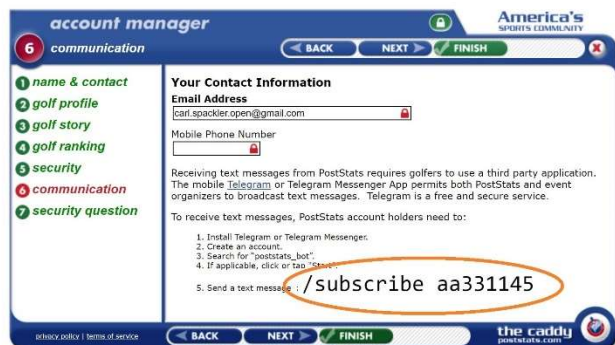 account manager
America's
SPORTS COMMUNITY
6 communication
BACK NEXT FINISH X
1 name & contact
2 golf profile
3 golf story
4 golf ranking
5 security
6 communication
7 security question
Your Contact Information
Email Address
carl.spackler.open@gmail.com
Mobile Phone Number
Receiving text messages from PostStats requires golfers to use a third party application.
The mobile Telegram or Telegram Messenger App permits both PostStats and event
organizers to broadcast text messages. Telegram is a free and secure service.
To receive text messages, PostStats account holders need to:
1. Install Telegram or Telegram Messenger.
2. Create an account.
3. Search for "poststats_bot".
4. If applicable, click or tap "Start".
5. Send a text message : /subscribe aa331145
privacy policy | terms of service
BACK NEXT FINISH
the caddy
poststats.com